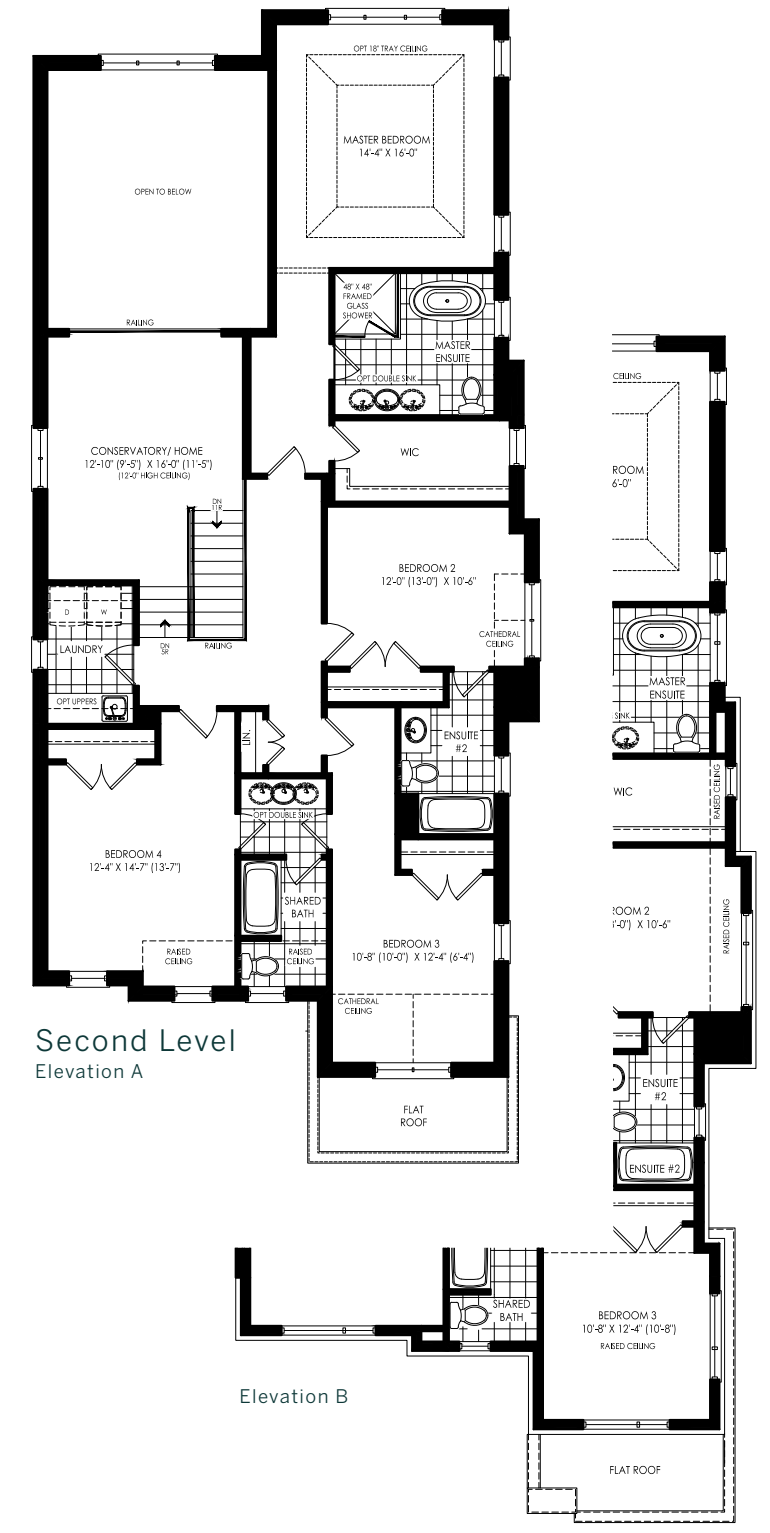 OPT 18" TRAY CEILING
MASTER BEDROOM
14'-4" X 16'-0"
OPEN TO BELOW
RAILING
48" X 48"
FRAMED
GLASS
SHOWER
MASTER
ENSUITE
OPT DOUBLE SINK
CONSERVATORY/ HOME
12'-10" (9'-5") X 16'-0" (11'-5")
(12'-0" HIGH CEILING)
WIC
DN
11R
BEDROOM 2
12'-0" (13'-0") X 10'-6"
CATHEDRAL
CEILING
D W
LAUNDRY
OPT UPPERS
DN
5R
RAILING
LIN.
ENSUITE
#2
OPT DOUBLE SINK
BEDROOM 4
12'-4" X 14'-7" (13'-7")
RAISED
CEILING
SHARED
BATH
RAISED
CEILING
BEDROOM 3
10'-8" (10'-0") X 12'-4" (6'-4")
CATHEDRAL
CEILING
FLAT
ROOF
Second Level
Elevation A
CEILING
ROOM
6'-0"
MASTER
ENSUITE
SINK
WIC
RAISED CEILING
ROOM 2
'-0") X 10'-6"
RAISED CEILING
ENSUITE
#2
ENSUITE #2
SHARED
BATH
BEDROOM 3
10'-8" X 12'-4" (10'-8")
RAISED CEILING
FLAT ROOF
Elevation B